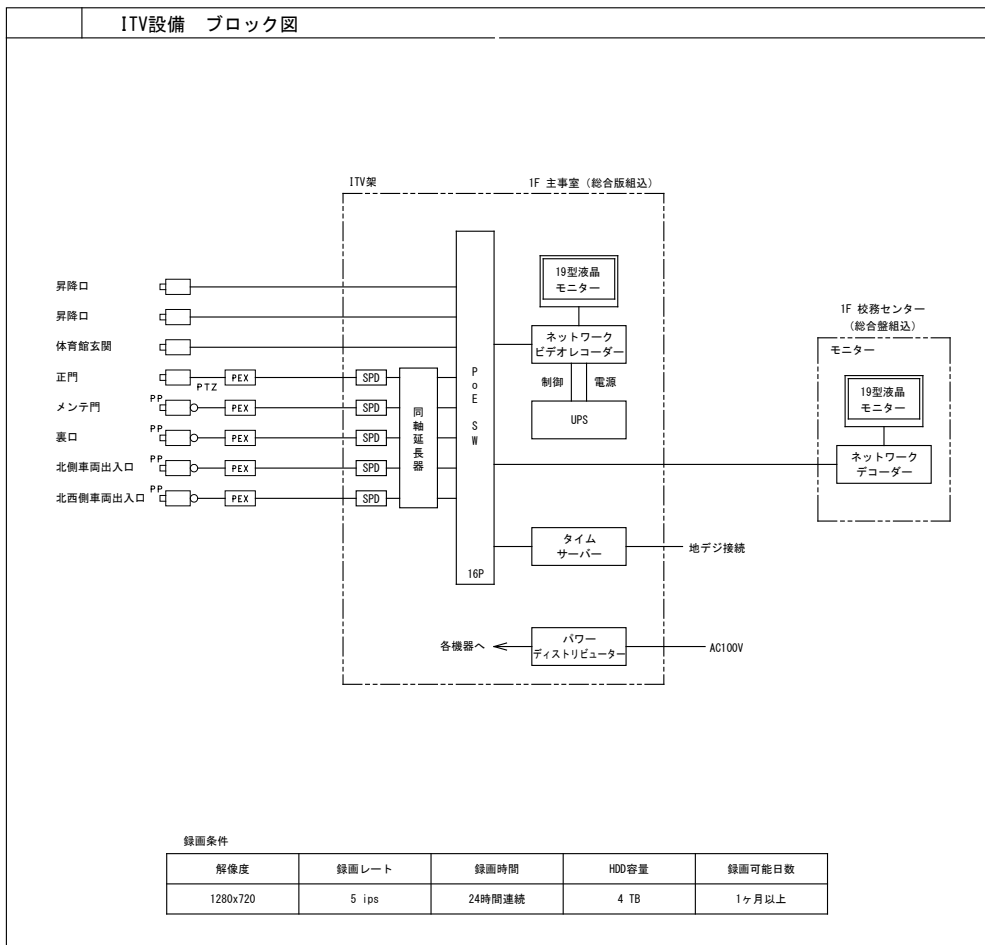 ITV設備 ブロック図
ITV架
1F 主事室（総合版組込）
昇降口
昇降口
体育館玄関
正門
PTZ
PEX
SPD
メンテ門
PP
PEX
SPD
裏口
PP
PEX
SPD
北側車両出入口
PP
PEX
SPD
北西側車両出入口
PP
PEX
SPD
同軸延長器
PoE SW
16P
19型液晶
モニター
ネットワーク
ビデオレコーダー
制御
電源
UPS
タイム
サーバー
地デジ接続
各機器へ
パワー
ディストリビューター
AC100V
1F 校務センター
（総合盤組込）
モニター
19型液晶
モニター
ネットワーク
デコーダー
録画条件
解像度 録画レート 録画時間 HDD容量 録画可能日数
1280x720 5 ips 24時間連続 4 TB 1ヶ月以上